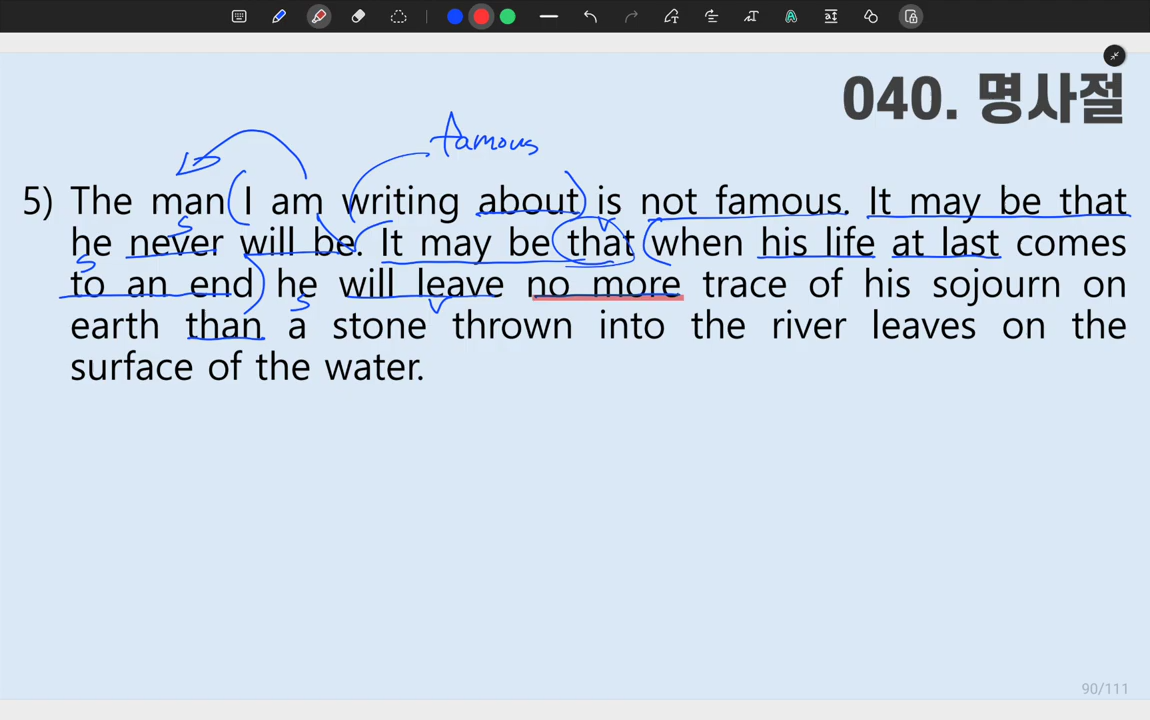 040. 명사절
famous
5) The man I am writing about is not famous. It may be that
s v
he never will be. It may be that when his life at last comes
s
to an end he will leave no more trace of his sojourn on
s v
earth than a stone thrown into the river leaves on the
surface of the water.
90/111